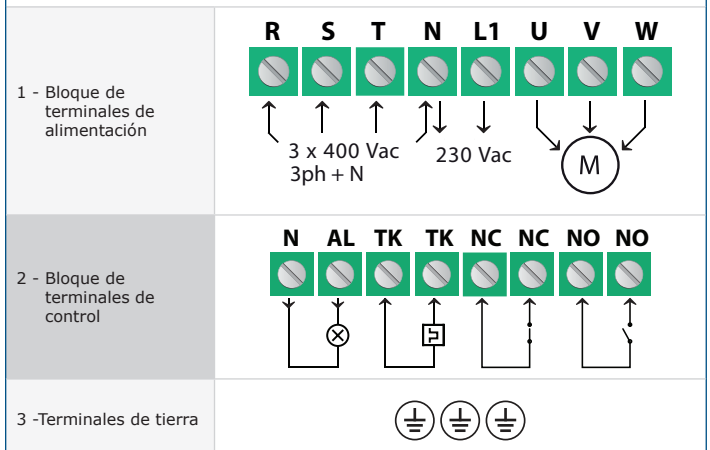 R S T N L1 U V W
1 - Bloque de
terminales de
alimentación
3 x 400 Vac
3ph + N
230 Vac
M
N AL TK TK NC NC NO NO
2 - Bloque de
terminales de
control
3 -Terminales de tierra